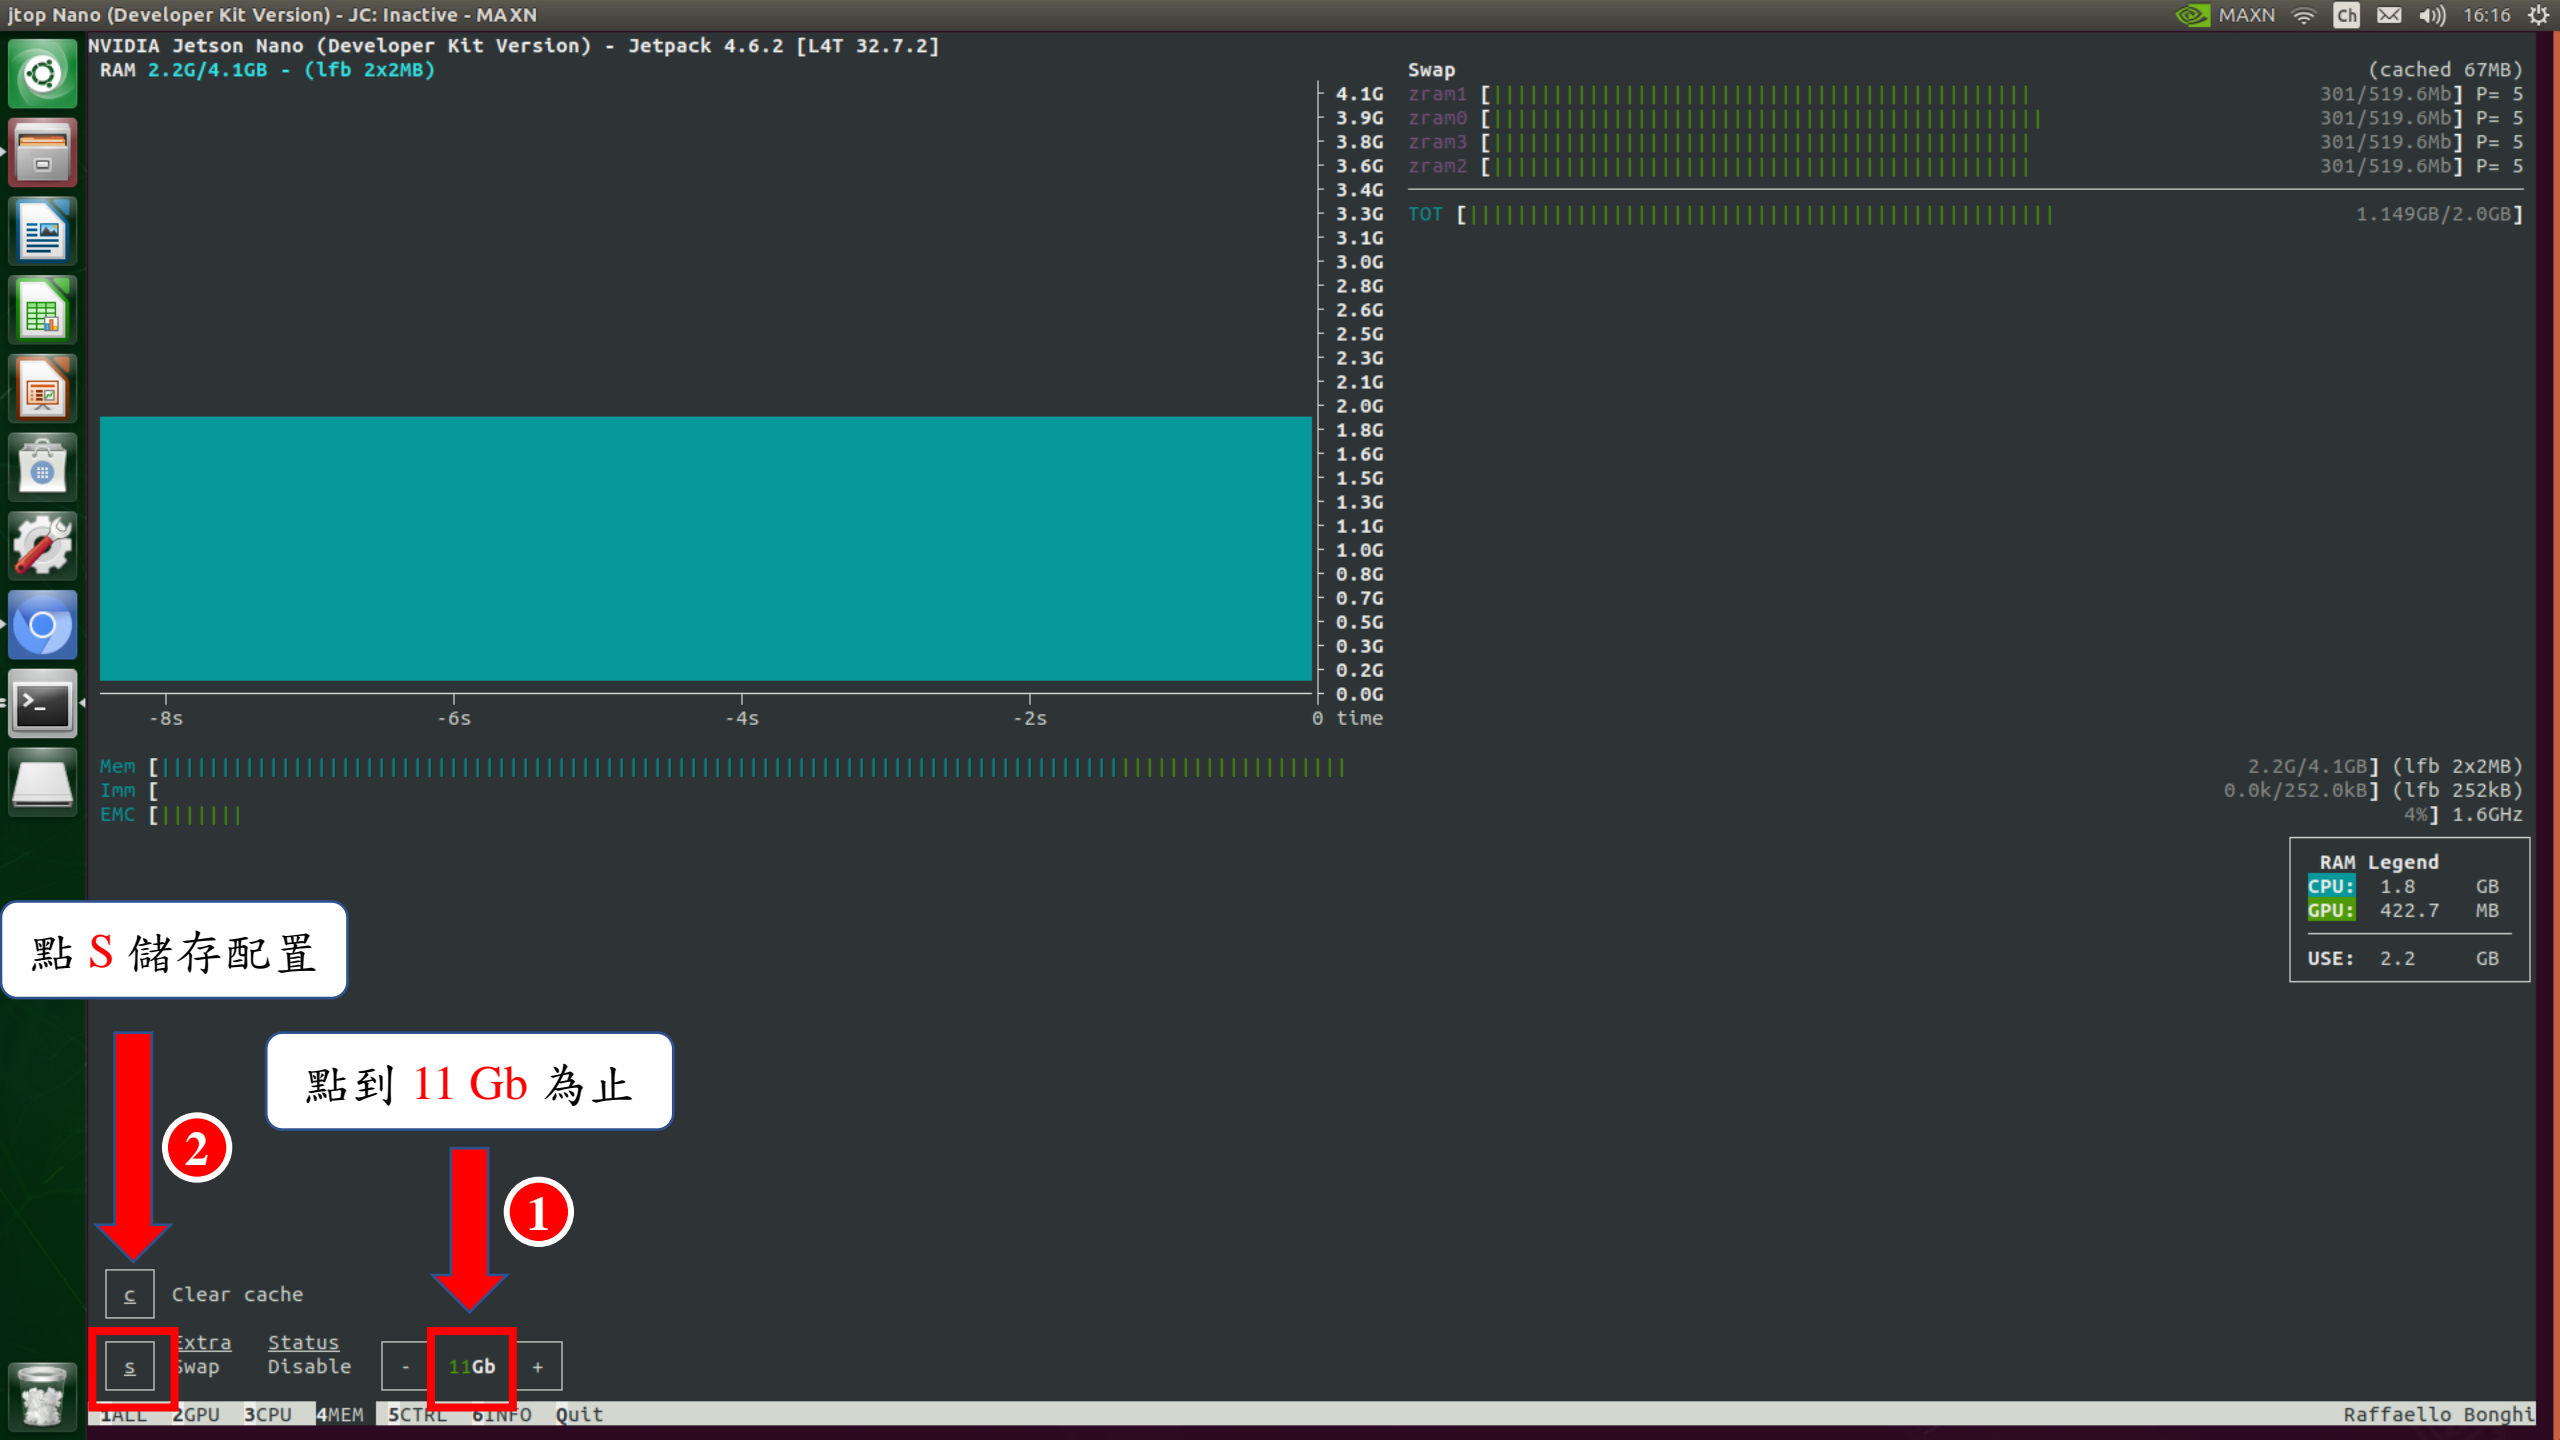 jtop Nano (Developer Kit Version) - JC: Inactive - MAXN
MAXN Ch 16:16
NVIDIA Jetson Nano (Developer Kit Version) - Jetpack 4.6.2 [L4T 32.7.2]
RAM 2.2G/4.1GB - (lfb 2x2MB)
4.1G
3.9G
3.8G
3.6G
3.4G
3.3G
3.1G
3.0G
2.8G
2.6G
2.5G
2.3G
2.1G
2.0G
1.8G
1.6G
1.5G
1.3G
1.1G
1.0G
0.8G
0.7G
0.5G
0.3G
0.2G
0.0G
-8s -6s -4s -2s 0 time
Swap (cached 67MB)
zram1 [ 301/519.6Mb] P= 5
zram0 [ 301/519.6Mb] P= 5
zram3 [ 301/519.6Mb] P= 5
zram2 [ 301/519.6Mb] P= 5
TOT [ 1.149GB/2.0GB]
Mem [ 2.2G/4.1GB] (lfb 2x2MB)
Imm [ 0.0k/252.0kB] (lfb 252kB)
EMC [ 4%] 1.6GHz
RAM Legend
CPU: 1.8 GB
GPU: 422.7 MB
USE: 2.2 GB
點 S 儲存配置
點到 11 Gb 為止
2
1
c Clear cache
Extra Status
s Swap Disable - 11Gb +
1ALL 2GPU 3CPU 4MEM 5CTRL 6INFO Quit Raffaello Bonghi